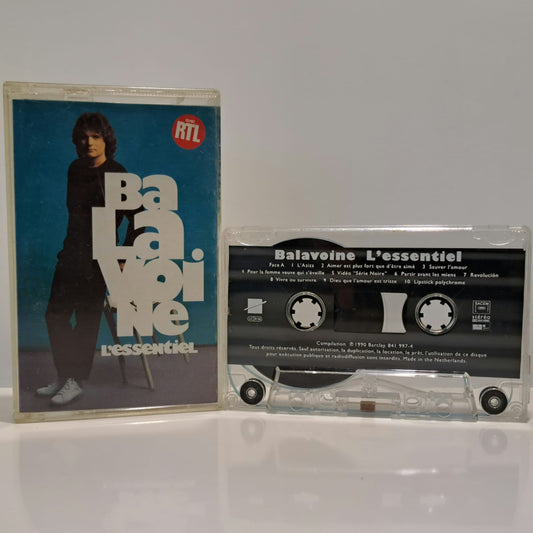 RTL
Ba
La
voi
ne
L'essentiel
Balavoine L'essentiel
Face A 1 L'Aziza 2 Aimer est plus fort que d'être aimé 3 Sauver l'amour
4 Pour la femme veuve qui s'éveille 5 Vidéo "Série Noire" 6 Partir avant les miens 7 Revolución
8 Vivre ou survivre 9 Dieu que l'amour est triste 10 Lipstick polychrome
SACEM
stéréo
Compilation ℗ 1990 Barclay 841 997-4
Tous droits réservés. Sauf autorisation, la duplication, la location, le prêt, l'utilisation de ce disque
pour exécution publique et radiodiffusion sont interdits. Made in the Netherlands.